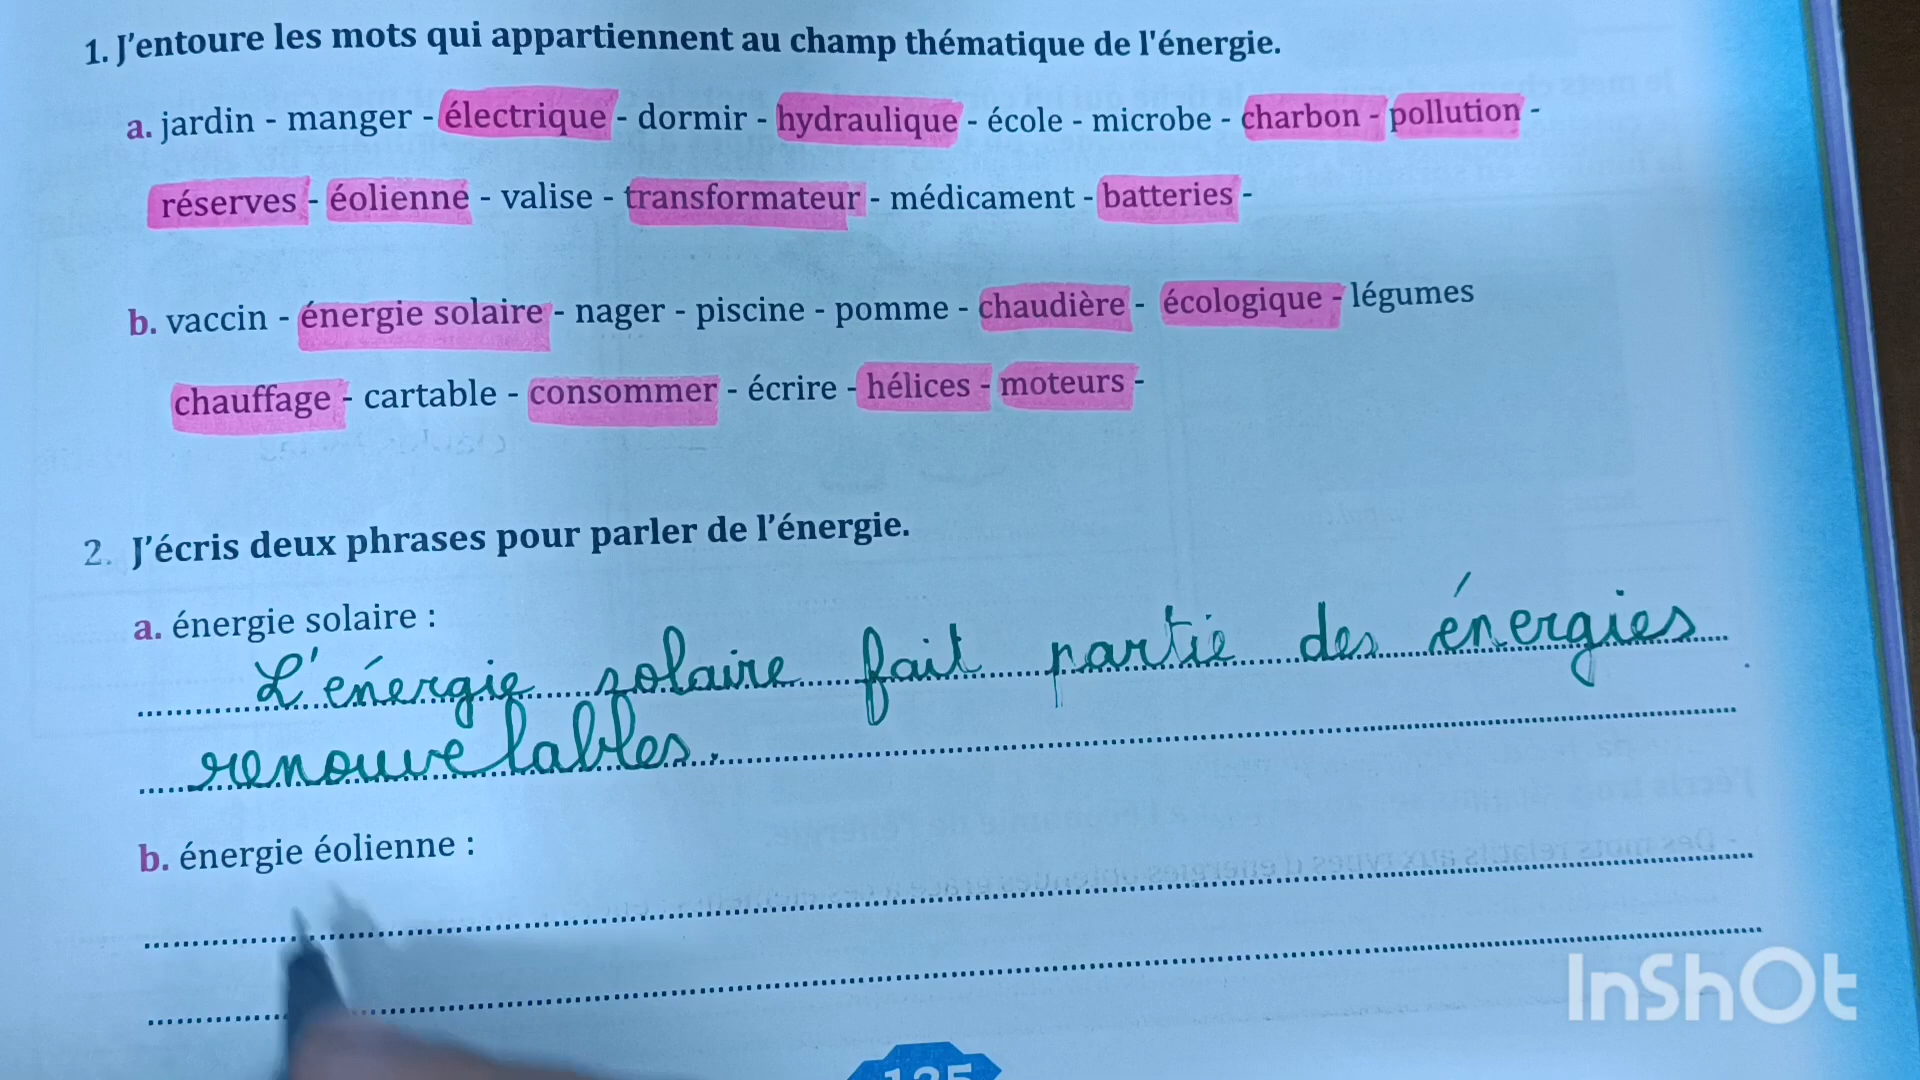 1. J'entoure les mots qui appartiennent au champ thématique de l'énergie.
a. jardin - manger - électrique - dormir - hydraulique - école - microbe - charbon - pollution -
réserves - éolienne - valise - transformateur - médicament - batteries -
b. vaccin - énergie solaire - nager - piscine - pomme - chaudière - écologique - légumes
chauffage - cartable - consommer - écrire - hélices - moteurs -
2. J'écris deux phrases pour parler de l'énergie.
a. énergie solaire :
L'énergie solaire fait partie des énergies
renouvelables.
b. énergie éolienne :
InShOt